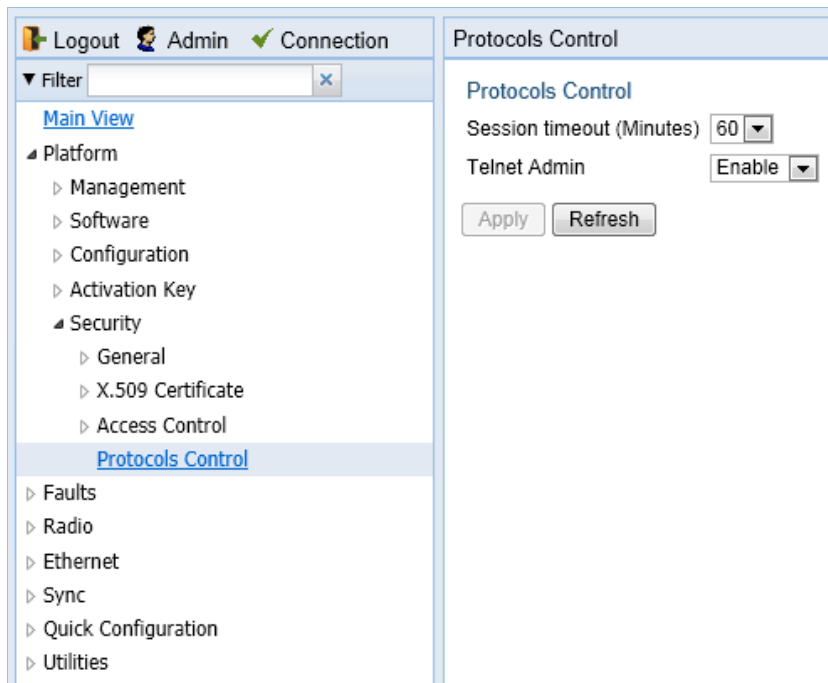 Logout Admin Connection
Filter
Main View
Platform
Management
Software
Configuration
Activation Key
Security
General
X.509 Certificate
Access Control
Protocols Control
Faults
Radio
Ethernet
Sync
Quick Configuration
Utilities
Protocols Control
Protocols Control
Session timeout (Minutes) 60
Telnet Admin Enable
Apply Refresh